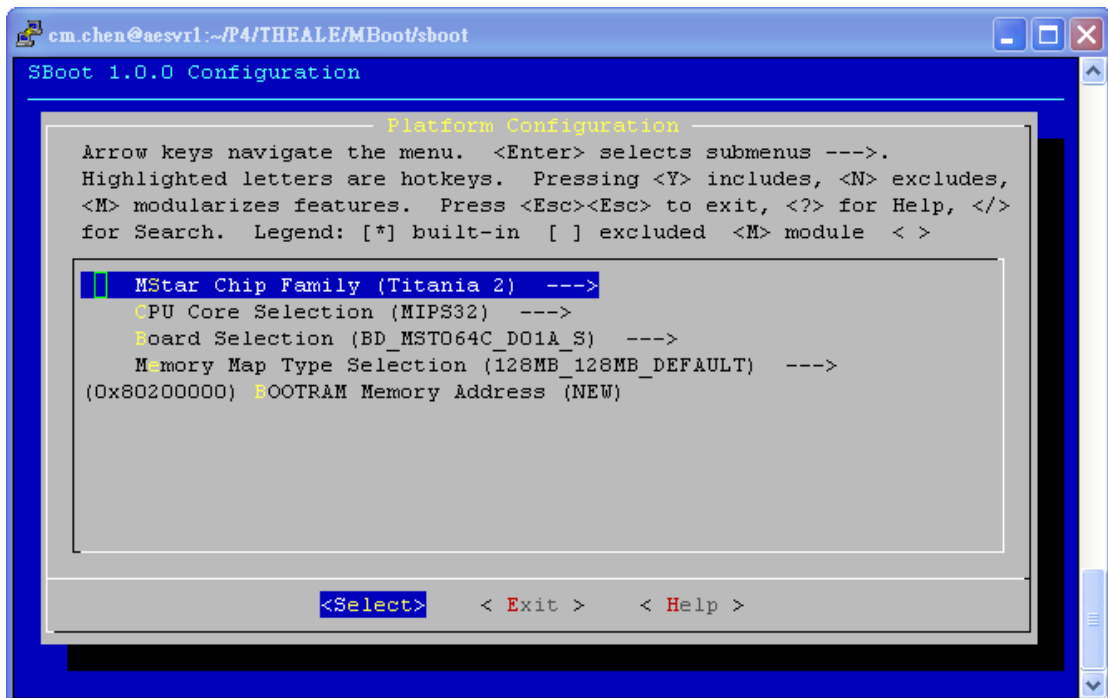 cm.chen@aesvr1:~/P4/THEALE/MBoot/sboot
SBoot 1.0.0 Configuration
Platform Configuration
Arrow keys navigate the menu.  <Enter> selects submenus --->.
Highlighted letters are hotkeys.  Pressing <Y> includes, <N> excludes,
<M> modularizes features.  Press <Esc><Esc> to exit, <?> for Help, </>
for Search.  Legend: [*] built-in  [ ] excluded  <M> module  < >
MStar Chip Family (Titania 2)  --->
CPU Core Selection (MIPS32)  --->
Board Selection (BD_MST064C_D01A_S)  --->
Memory Map Type Selection (128MB_128MB_DEFAULT)  --->
(0x80200000) BOOTRAM Memory Address (NEW)
<Select>    < Exit >    < Help >